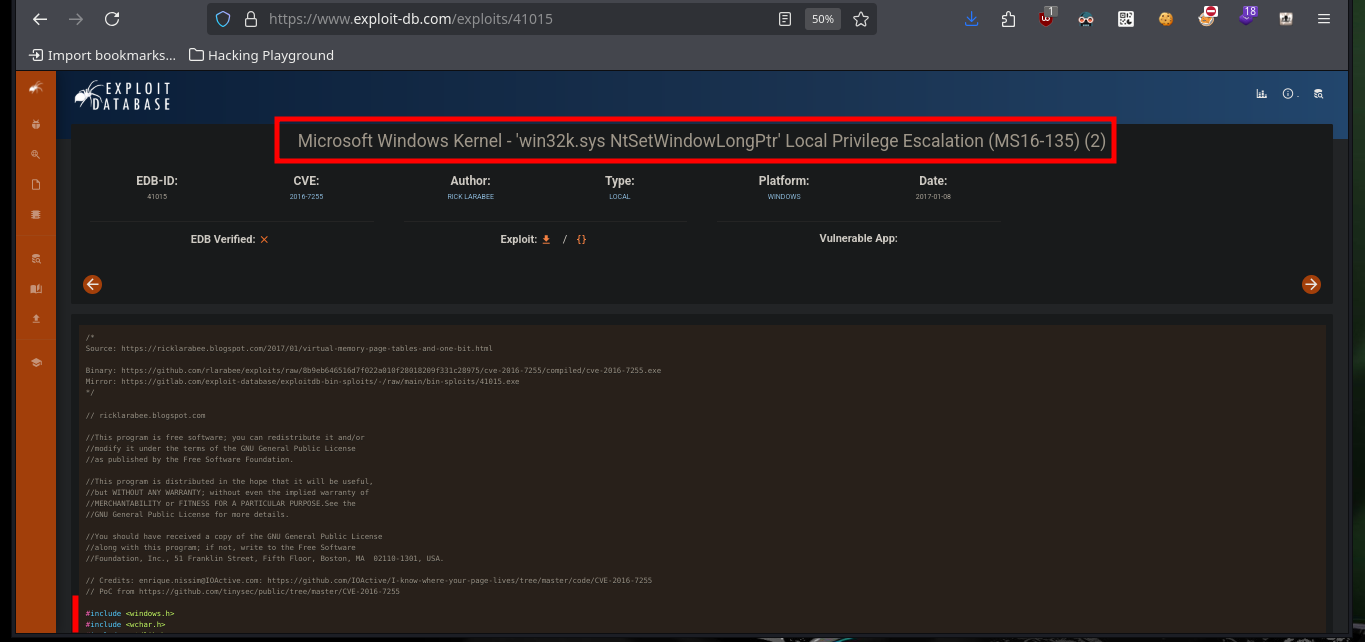 https://www.exploit-db.com/exploits/41015
50%
1
18
Import bookmarks...
Hacking Playground
EXPLOIT
DATABASE
Microsoft Windows Kernel - 'win32k.sys NtSetWindowLongPtr' Local Privilege Escalation (MS16-135) (2)
EDB-ID: CVE: Author: Type: Platform: Date:
41015 2016-7255 RICK LARABEE LOCAL WINDOWS 2017-01-08
EDB Verified: Exploit: / {} Vulnerable App:
/*
Source: https://ricklarabee.blogspot.com/2017/01/virtual-memory-page-tables-and-one-bit.html
Binary: https://github.com/rlarabee/exploits/raw/8b9eb646516d7f022a010f28018209f331c28975/cve-2016-7255/compiled/cve-2016-7255.exe
Mirror: https://gitlab.com/exploit-database/exploitdb-bin-sploits/-/raw/main/bin-sploits/41015.exe
*/
// ricklarabee.blogspot.com
//This program is free software; you can redistribute it and/or
//modify it under the terms of the GNU General Public License
//as published by the Free Software Foundation.
//This program is distributed in the hope that it will be useful,
//but WITHOUT ANY WARRANTY; without even the implied warranty of
//MERCHANTABILITY or FITNESS FOR A PARTICULAR PURPOSE.See the
//GNU General Public License for more details.
//You should have received a copy of the GNU General Public License
//along with this program; if not, write to the Free Software
//Foundation, Inc., 51 Franklin Street, Fifth Floor, Boston, MA  02110-1301, USA.
// Credits: enrique.nissim@IOActive.com: https://github.com/IOActive/I-know-where-your-page-lives/tree/master/code/CVE-2016-7255
// PoC from https://github.com/tinysec/public/tree/master/CVE-2016-7255
#include <windows.h>
#include <wchar.h>